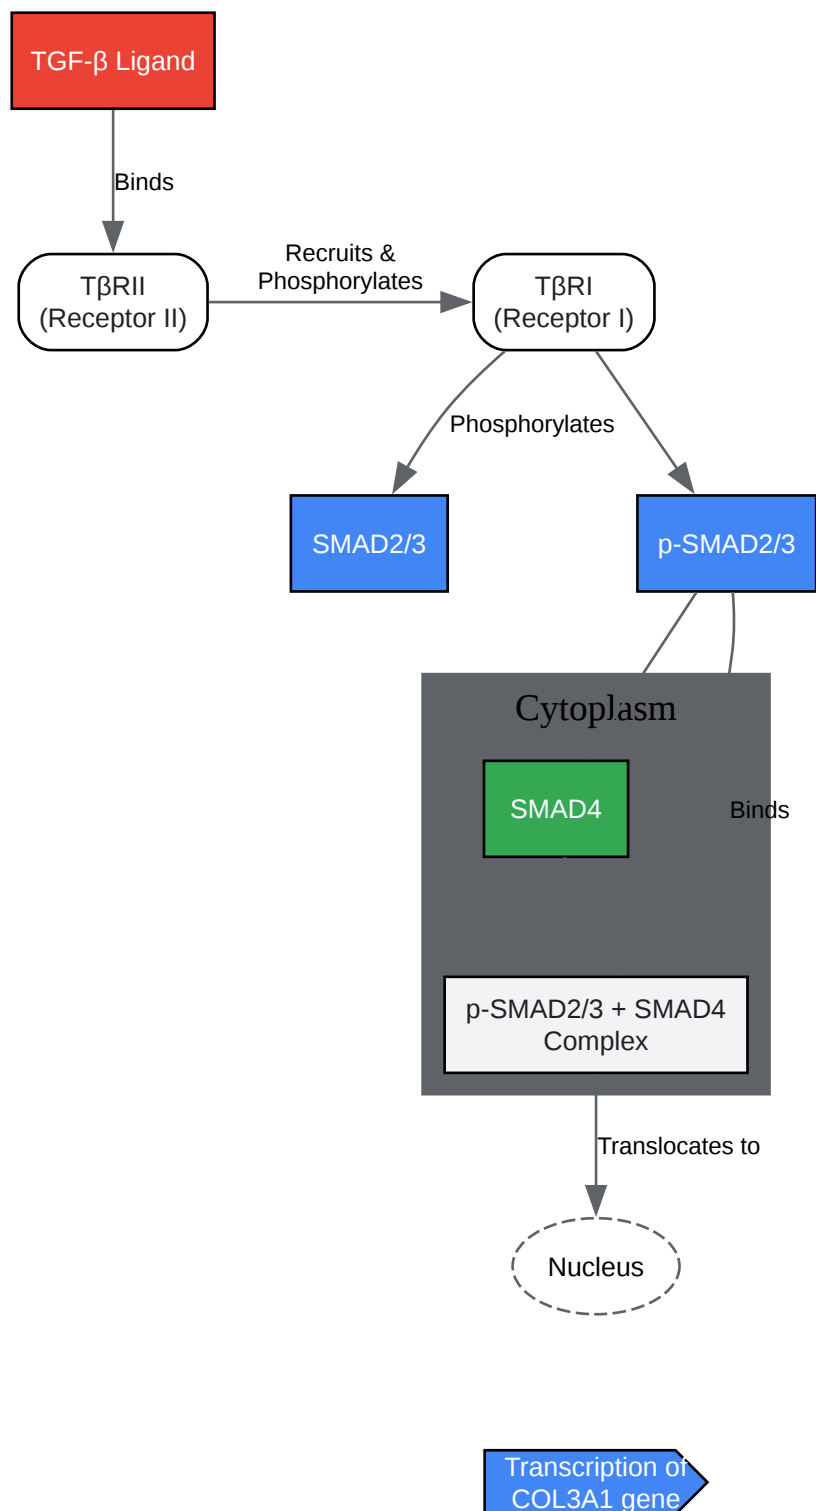 TGF-β Ligand
Binds
Recruits &
Phosphorylates
TβRII
(Receptor II)
TβRI
(Receptor I)
Phosphorylates
SMAD2/3
p-SMAD2/3
Cytoplasm
SMAD4
Binds
p-SMAD2/3 + SMAD4
Complex
Translocates to
Nucleus
Transcription of
COL3A1 gene